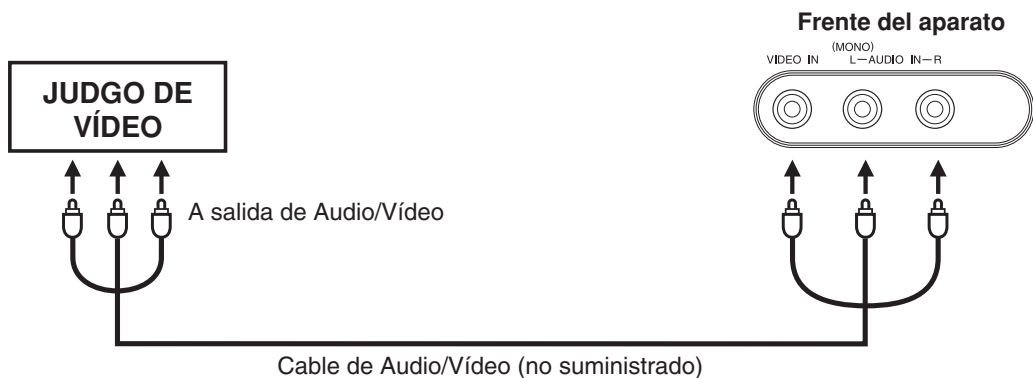 Frente del aparato
(MONO)
VIDEO IN L—AUDIO IN—R
JUDGO DE
VÍDEO
A salida de Audio/Vídeo
Cable de Audio/Vídeo (no suministrado)